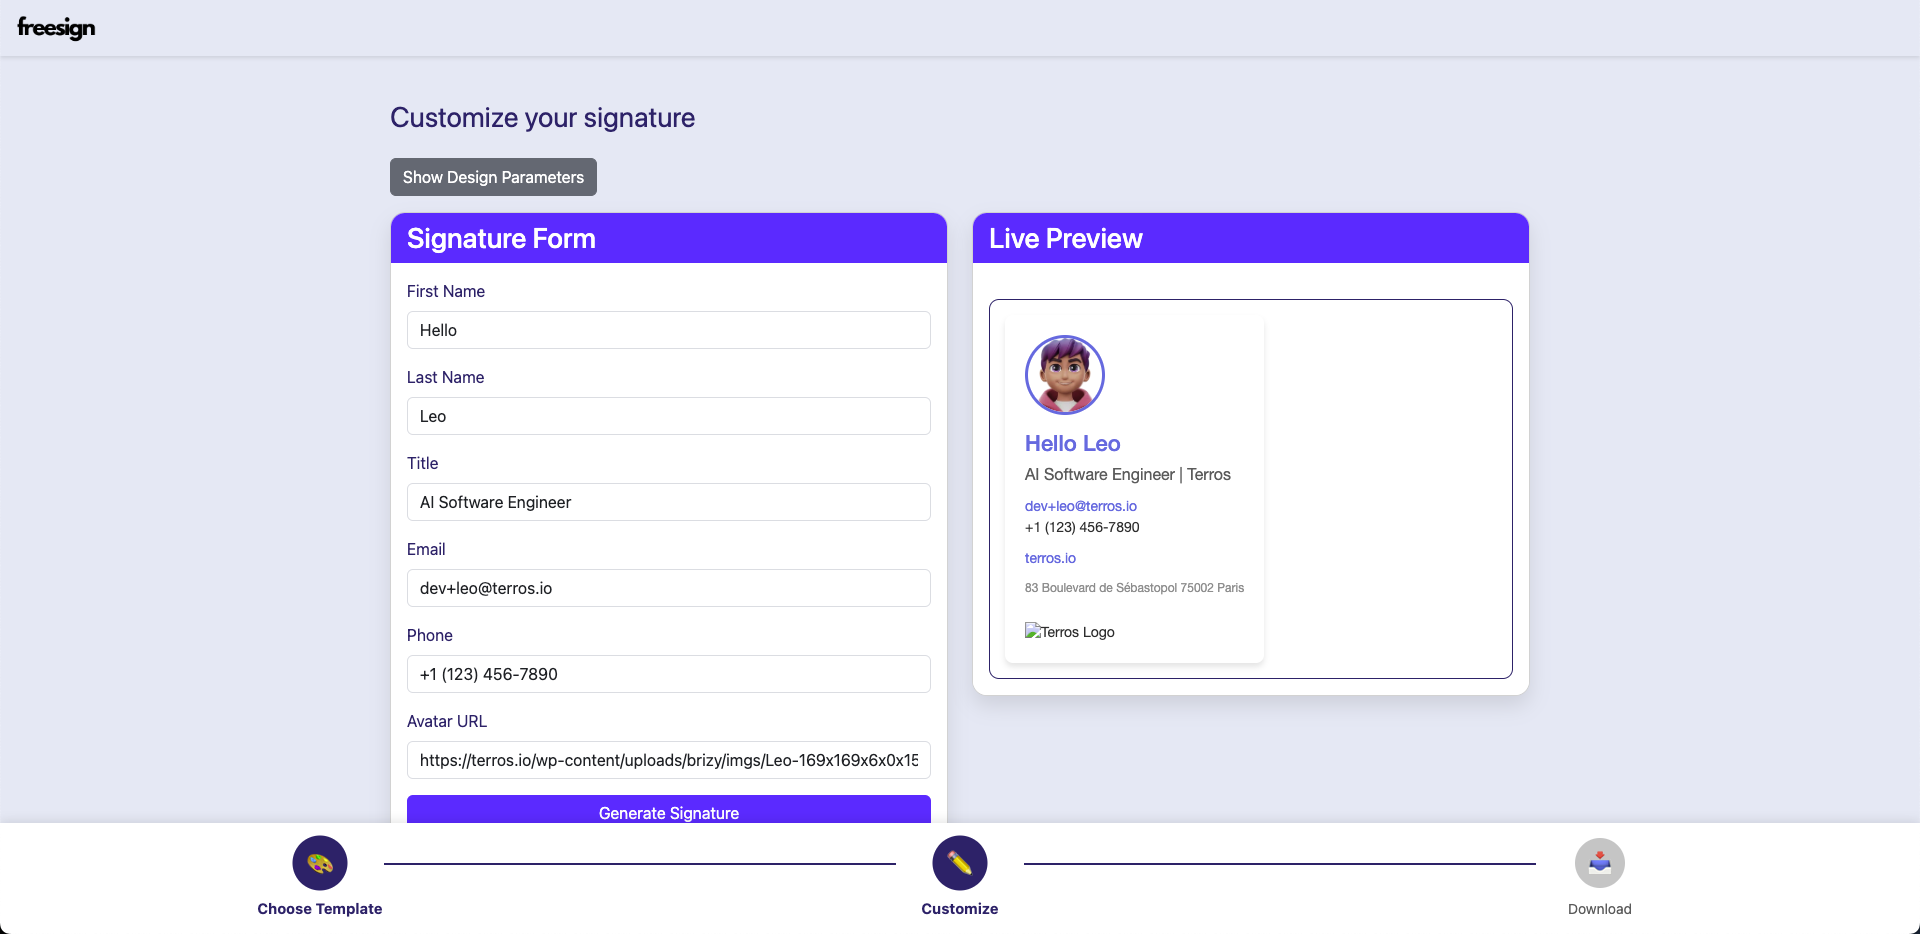 freesign
Customize your signature
Show Design Parameters
Signature Form
First Name
Hello
Last Name
Leo
Title
AI Software Engineer
Email
dev+leo@terros.io
Phone
+1 (123) 456-7890
Avatar URL
https://terros.io/wp-content/uploads/brizy/imgs/Leo-169x169x6x0x15
Generate Signature
Live Preview
Hello Leo
AI Software Engineer | Terros
dev+leo@terros.io
+1 (123) 456-7890
terros.io
83 Boulevard de Sébastopol 75002 Paris
Terros Logo
Choose Template
Customize
Download